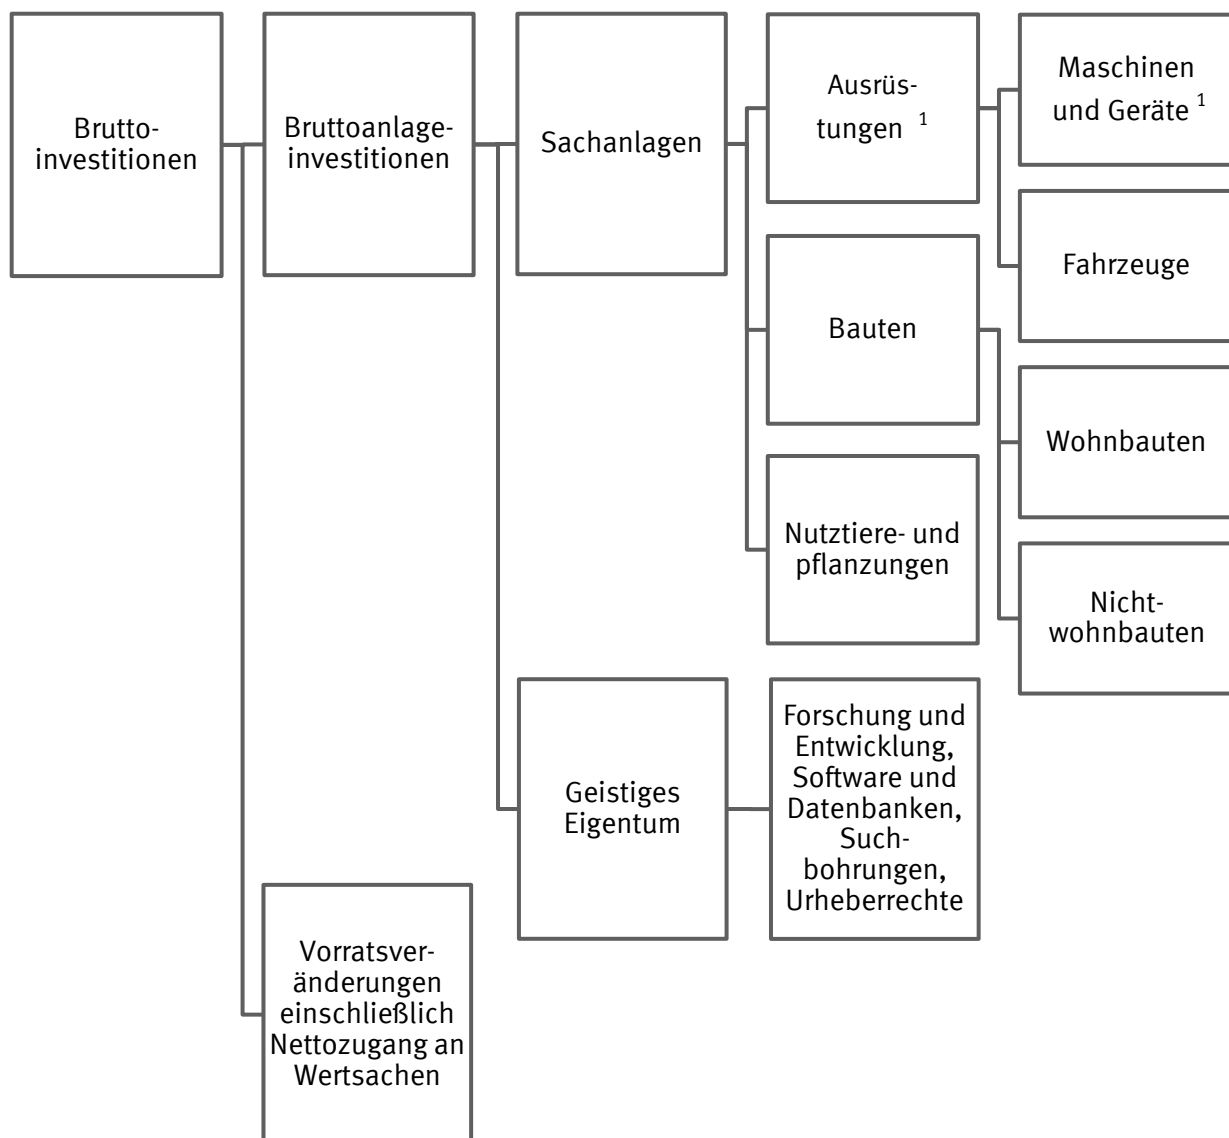 Brutto-
investitionen
Bruttoanlage-
investitionen
Sachanlagen
Ausrüs-
tungen 1
Maschinen
und Geräte 1
Fahrzeuge
Bauten
Wohnbauten
Nutztiere- und
pflanzungen
Nicht-
wohnbauten
Geistiges
Eigentum
Forschung und
Entwicklung,
Software und
Datenbanken,
Such-
bohrungen,
Urheberrechte
Vorratsver-
änderungen
einschließlich
Nettozugang an
Wertsachen